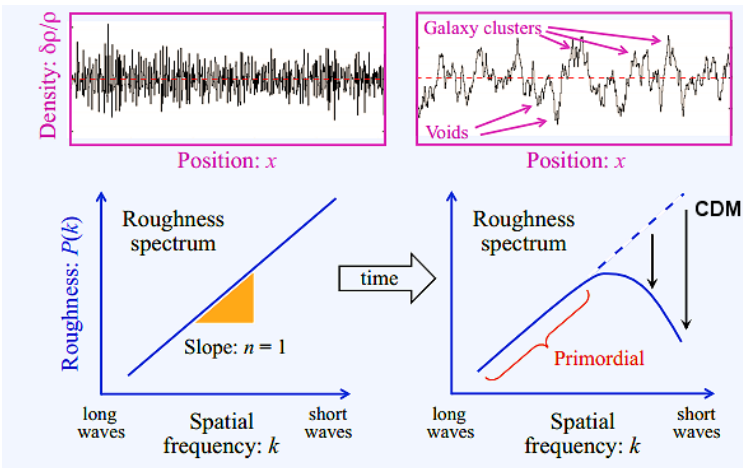 Density: δρ/ρ
Position: x
Galaxy clusters
Voids
Position: x
Roughness: P(k)
Roughness
spectrum
Slope: n = 1
long
waves
Spatial
frequency: k
short
waves
time
Roughness
spectrum
CDM
Primordial
long
waves
Spatial
frequency: k
short
waves